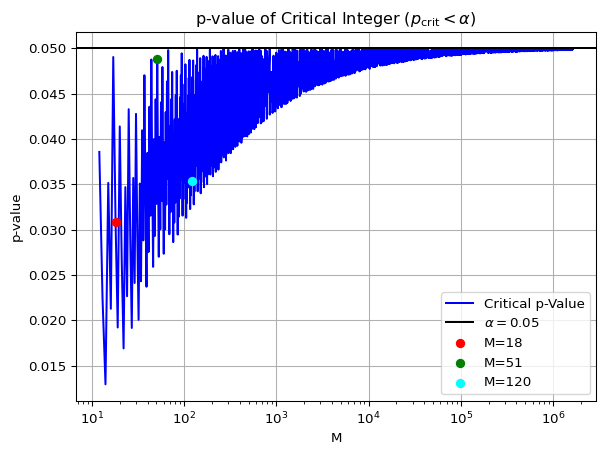 p-value of Critical Integer (p_crit < α)
0.050
0.045
0.040
0.035
0.030
0.025
0.020
0.015
p-value
10^1
10^2
10^3
10^4
10^5
10^6
M
Critical p-Value
α = 0.05
M=18
M=51
M=120